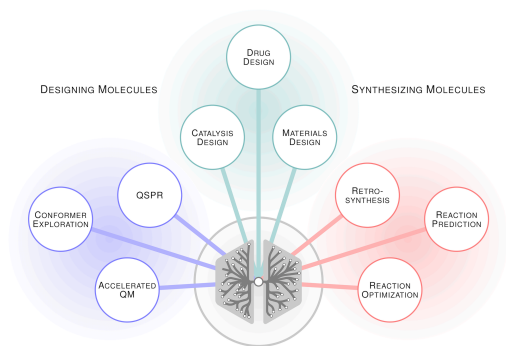 DRUG
DESIGN
DESIGNING MOLECULES
SYNTHESIZING MOLECULES
CATALYSIS
DESIGN
MATERIALS
DESIGN
QSPR
RETRO-
SYNTHESIS
CONFORMER
EXPLORATION
REACTION
PREDICTION
ACCELERATED
QM
REACTION
OPTIMIZATION